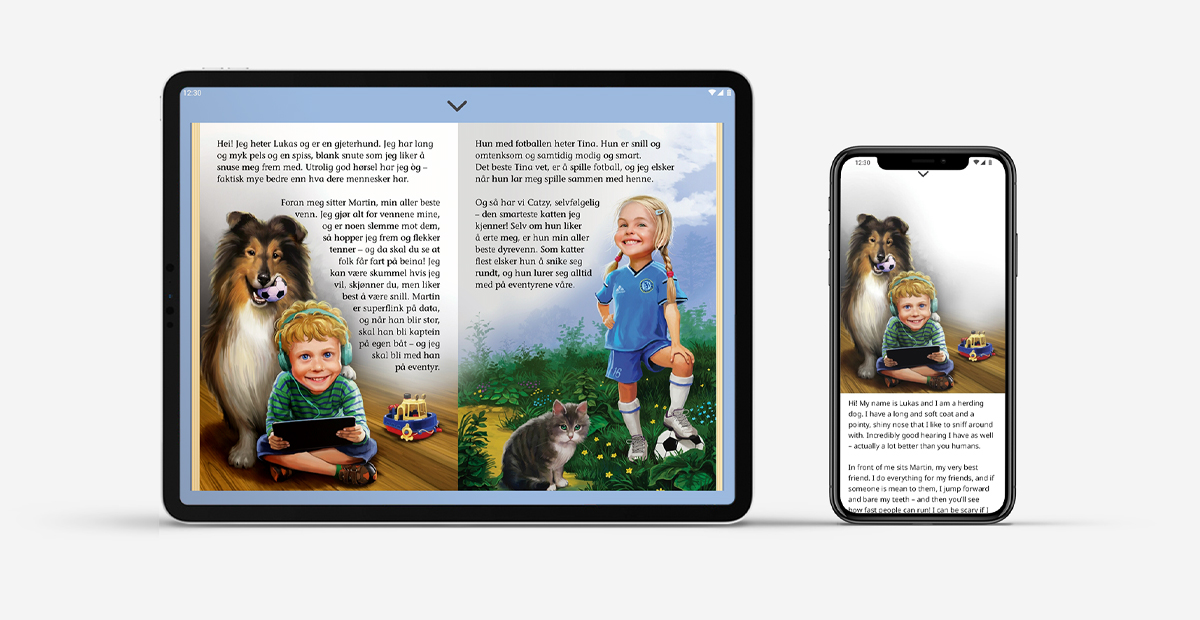 12:30
Hei! Jeg heter Lukas og er en gjeterhund. Jeg har lang
og myk pels og en spiss, blank snute som jeg liker å
snuse meg frem med. Utrolig god hørsel har jeg òg –
faktisk mye bedre enn hva dere mennesker har.
Foran meg sitter Martin, min aller beste
venn. Jeg gjør alt for vennene mine,
og er noen slemme mot dem,
så hopper jeg frem og flekker
tenner – og da skal du se at
folk får fart på beina! Jeg
kan være skummel hvis jeg
vil, skjønner du, men liker
best å være snill. Martin
er superflink på data,
og når han blir stor,
skal han bli kaptein
på egen båt – og jeg
skal bli med han
på eventyr.
Hun med fotballen heter Tina. Hun er snill og
omtenksom og samtidig modig og smart.
Det beste Tina vet, er å spille fotball, og jeg elsker
når hun lar meg spille sammen med henne.
Og så har vi Catzy, selvfølgelig
– den smarteste katten jeg
kjenner! Selv om hun liker
å erte meg, er hun min aller
beste dyrevenn. Som katter
flest elsker hun å snike seg
rundt, og hun lurer seg alltid
med på eventyrene våre.
12:30
Hi! My name is Lukas and I am a herding
dog. I have a long and soft coat and a
pointy, shiny nose that I like to sniff around
with. Incredibly good hearing I have as well
– actually a lot better than you humans.
In front of me sits Martin, my very best
friend. I do everything for my friends, and if
someone is mean to them, I jump forward
and bare my teeth – and then you'll see
how fast people can run! I can be scary if I